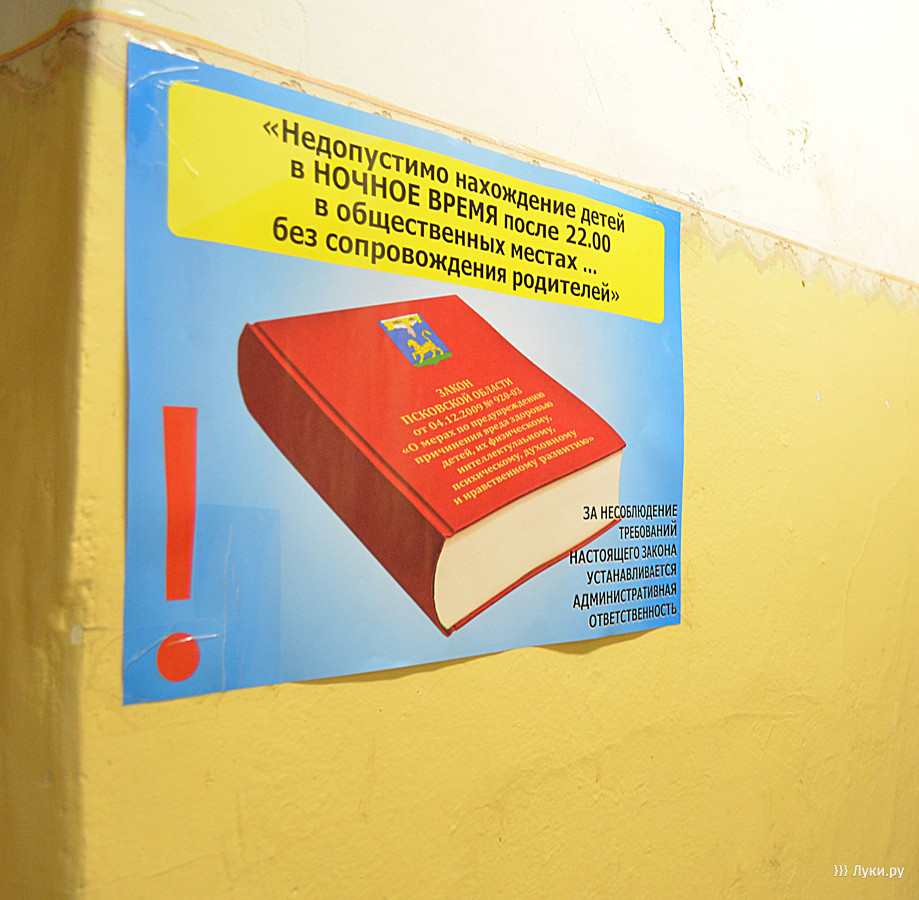 «Недопустимо нахождение детей
в НОЧНОЕ ВРЕМЯ после 22.00
в общественных местах ...
без сопровождения родителей»
ЗАКОН
ПСКОВСКОЙ ОБЛАСТИ
от 04.12.2009 № 920-ОЗ
«О мерах по предупреждению
причинения вреда здоровью
детей, их физическому,
интеллектуальному,
психическому, духовному
и нравственному развитию»
!
ЗА НЕСОБЛЮДЕНИЕ
ТРЕБОВАНИЙ
НАСТОЯЩЕГО ЗАКОНА
УСТАНАВЛИВАЕТСЯ
АДМИНИСТРАТИВНАЯ
ОТВЕТСТВЕННОСТЬ
}}} Луки.ру